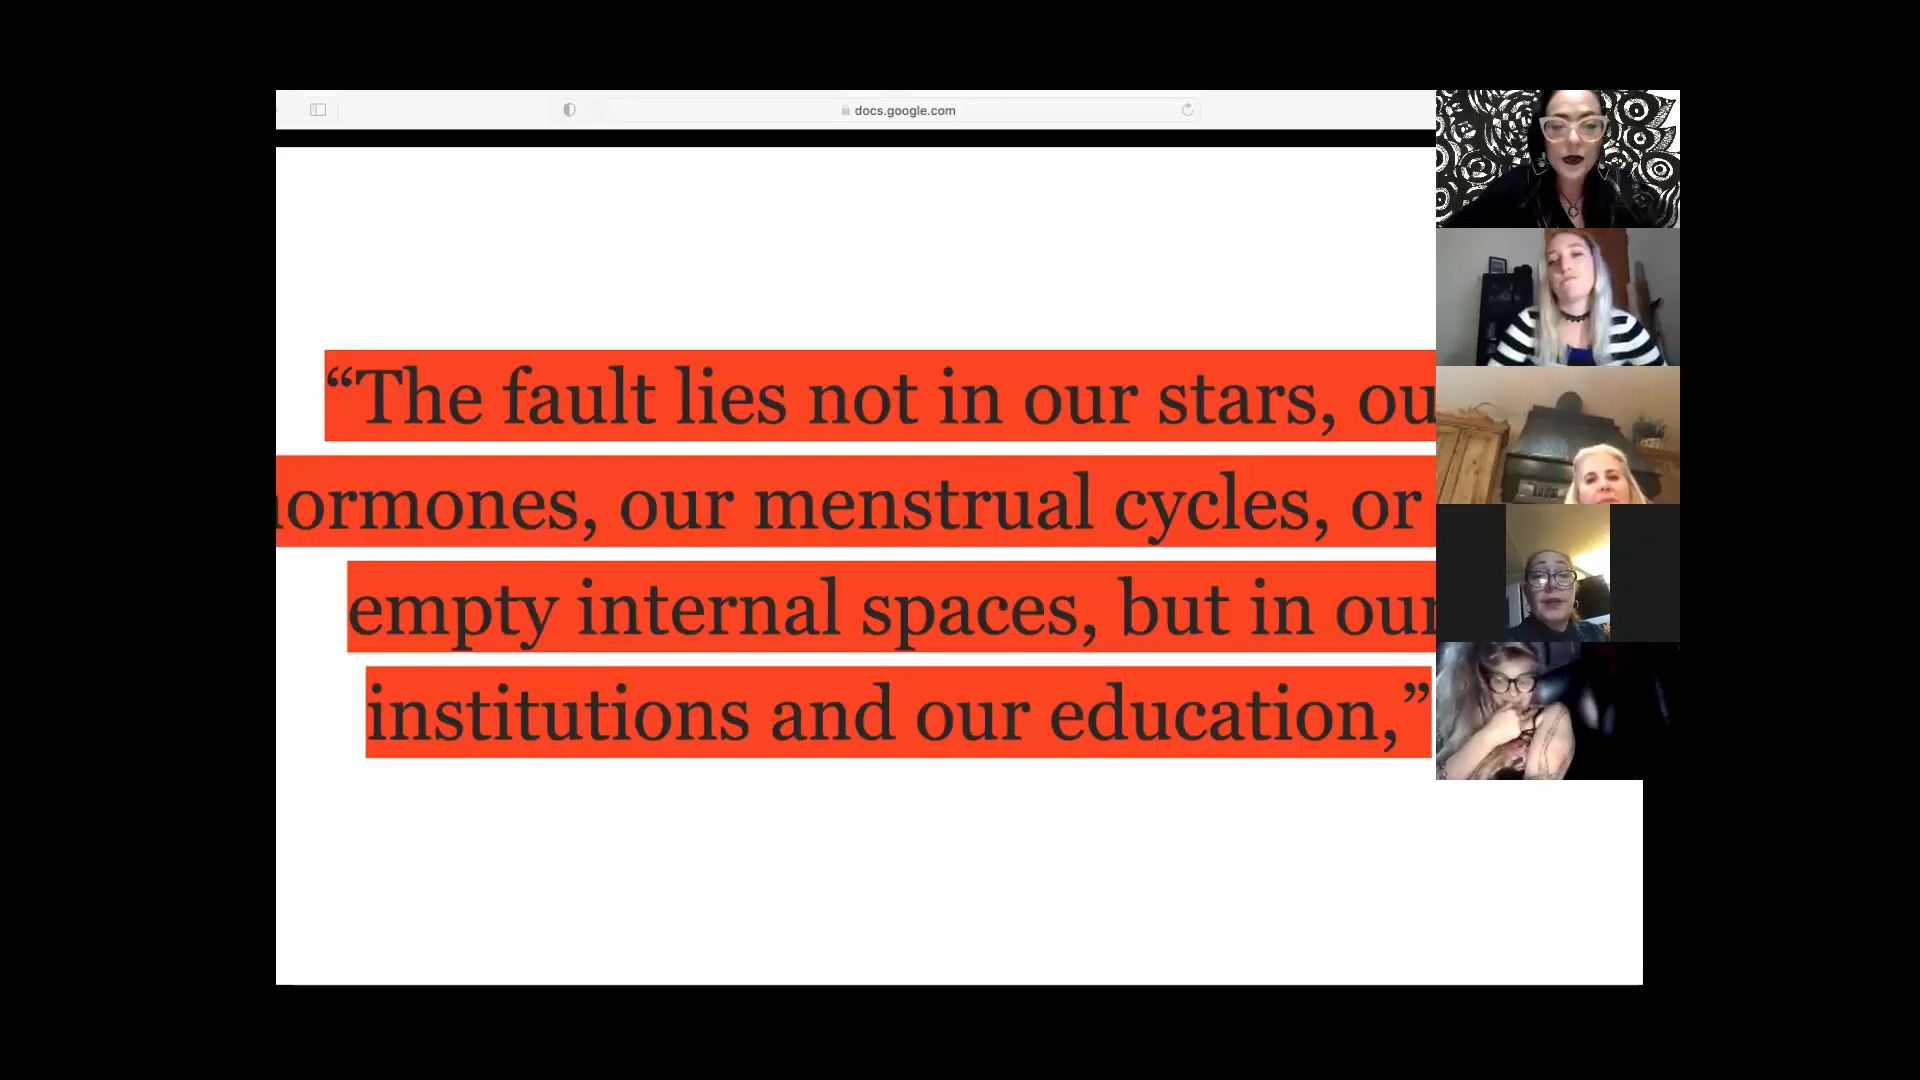 docs.google.com
“The fault lies not in our stars, ou
ormones, our menstrual cycles, or
empty internal spaces, but in our
institutions and our education,”